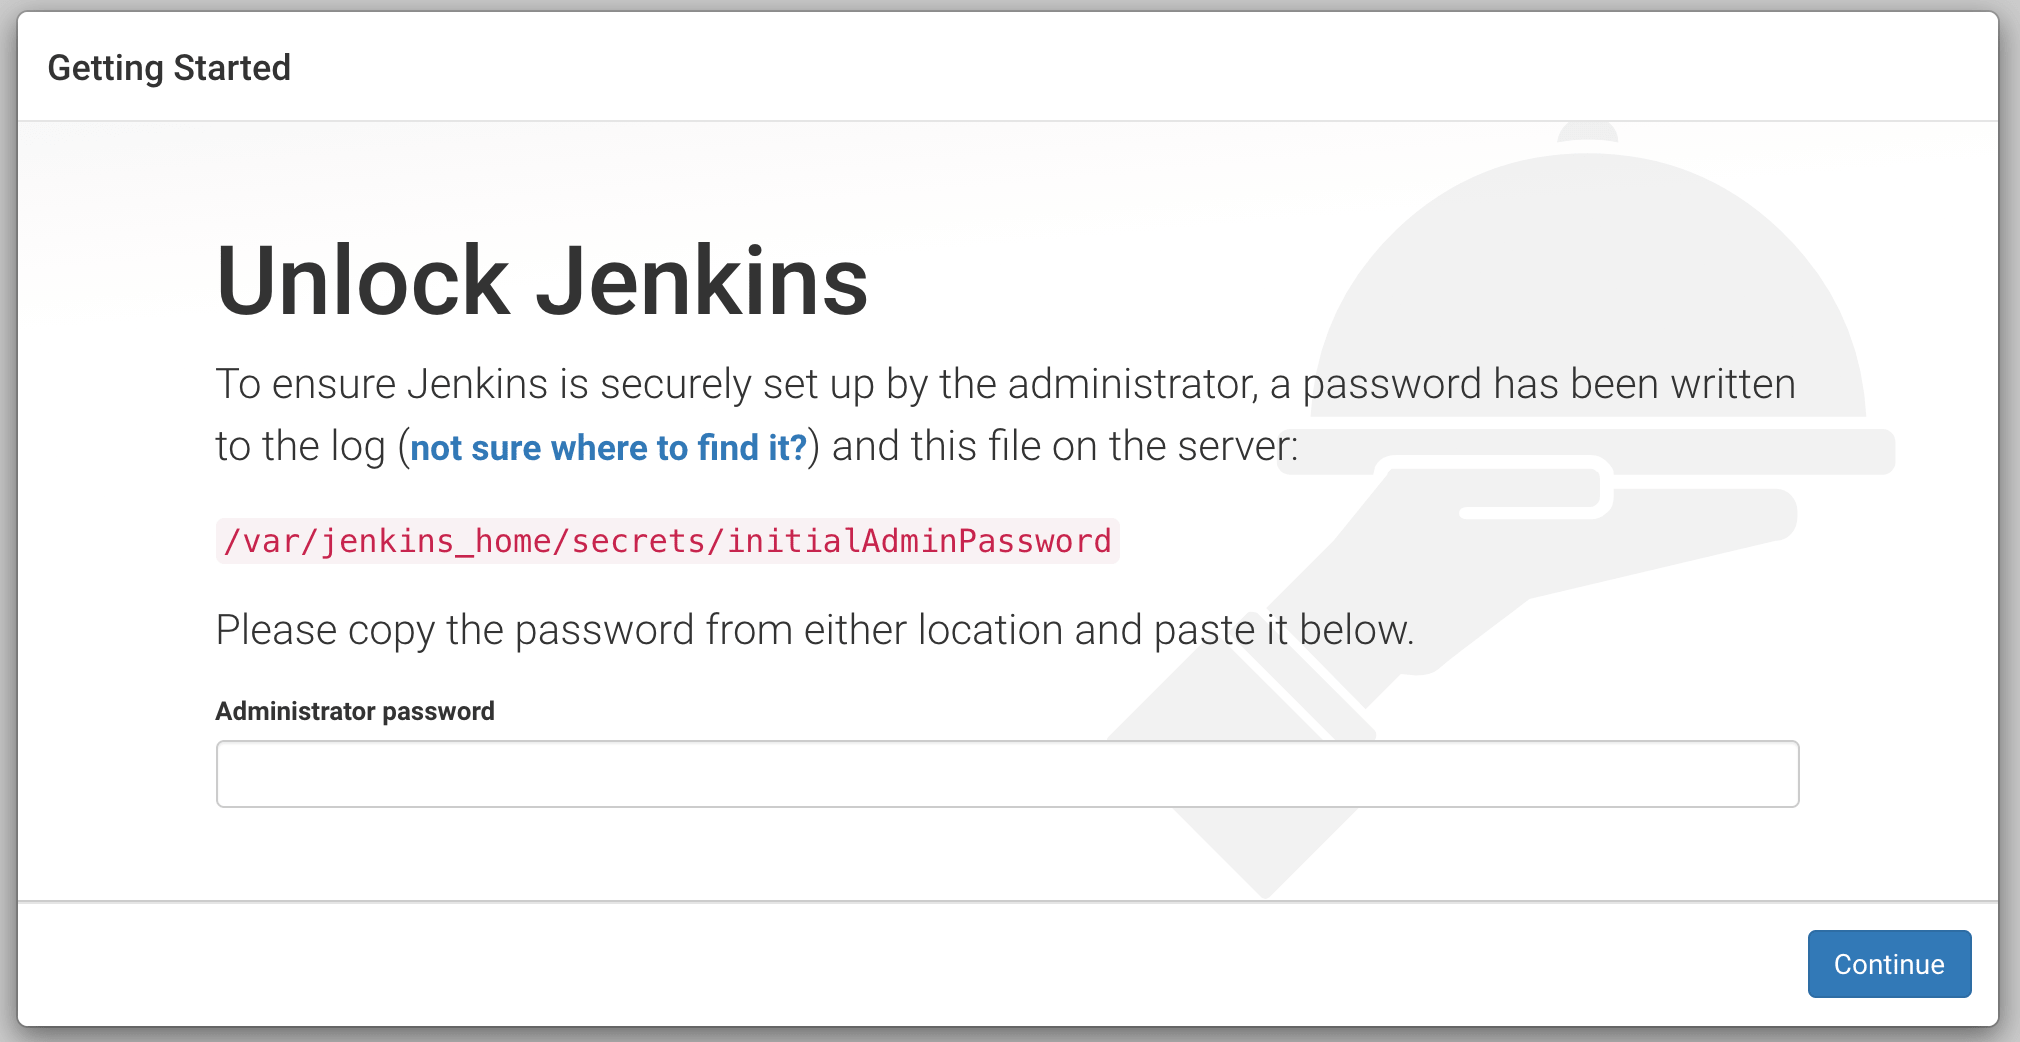 Getting Started
Unlock Jenkins
To ensure Jenkins is securely set up by the administrator, a password has been written
to the log (not sure where to find it?) and this file on the server:
/var/jenkins_home/secrets/initialAdminPassword
Please copy the password from either location and paste it below.
Administrator password
Continue